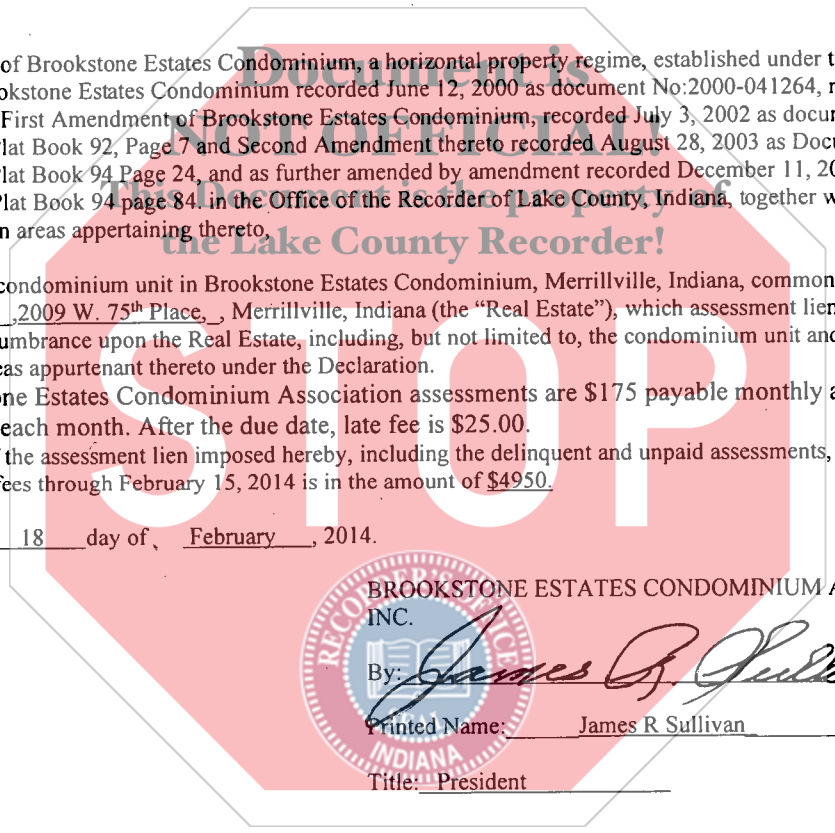 of Brookstone Estates Condominium, a horizontal property regime, established under t
okstone Estates Condominium recorded June 12, 2000 as document No:2000-041264, r
First Amendment of Brookstone Estates Condominium, recorded July 3, 2002 as docu
lat Book 92, Page 7 and Second Amendment thereto recorded August 28, 2003 as Doc
lat Book 94 Page 24, and as further amended by amendment recorded December 11, 20
lat Book 94 page 84. in the Office of the Recorder of Lake County, Indiana, together w
n areas appertaining thereto,
Document is
NOT OFFICIAL!
This Document is the property of
the Lake County Recorder!
condominium unit in Brookstone Estates Condominium, Merrillville, Indiana, common
,2009 W. 75th Place, , Merrillville, Indiana (the “Real Estate”), which assessment lien
umbrance upon the Real Estate, including, but not limited to, the condominium unit and
eas appurtenant thereto under the Declaration.
ne Estates Condominium Association assessments are $175 payable monthly a
each month. After the due date, late fee is $25.00.
the assessment lien imposed hereby, including the delinquent and unpaid assessments,
fees through February 15, 2014 is in the amount of $4950.
STOP
18 day of, February , 2014.
BROOKSTONE ESTATES CONDOMINIUM A
INC.
By: James R. Sulli
Printed Name: James R Sullivan
Title: President
RECORDER'S OFFICE
SEAL
INDIANA